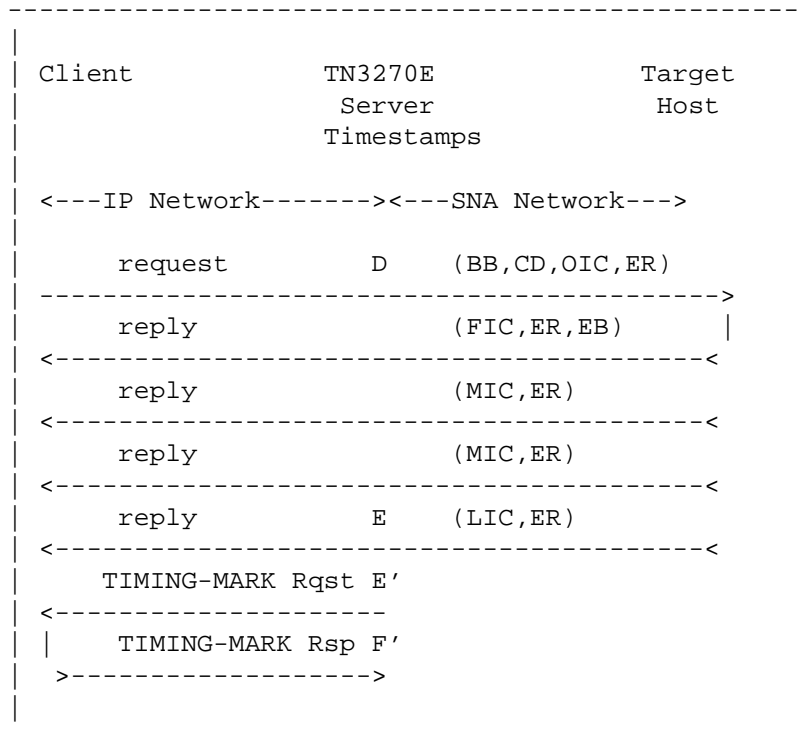 -------------------------------------------------
|
| Client            TN3270E             Target
|                    Server              Host
|                   Timestamps
|
| <---IP Network-------><---SNA Network--->
|
|      request         D    (BB,CD,OIC,ER)
| ------------------------------------------->
|      reply                (FIC,ER,EB)      |
| <-----------------------------------------<
|      reply                (MIC,ER)
| <-----------------------------------------<
|      reply                (MIC,ER)
| <-----------------------------------------<
|      reply           E    (LIC,ER)
| <-----------------------------------------<
|     TIMING-MARK Rqst E'
| <---------------------
| |    TIMING-MARK Rsp F'
|  >------------------->
|